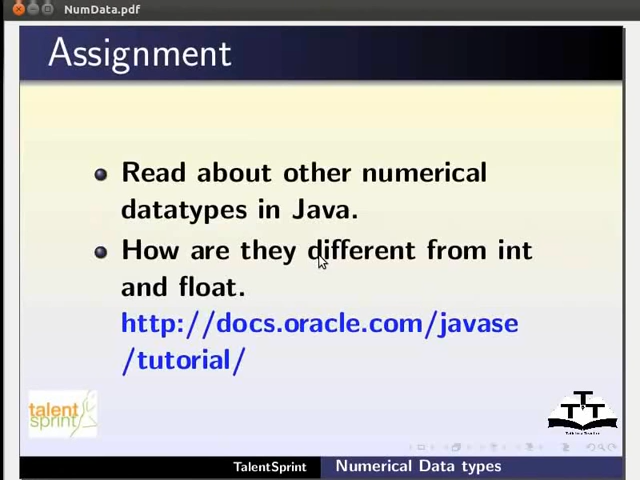 NumData.pdf
Assignment
Read about other numerical
datatypes in Java.
How are they different from int
and float.
http://docs.oracle.com/javase
/tutorial/
talent
sprint
TTT
TalentSprint
Numerical Data types